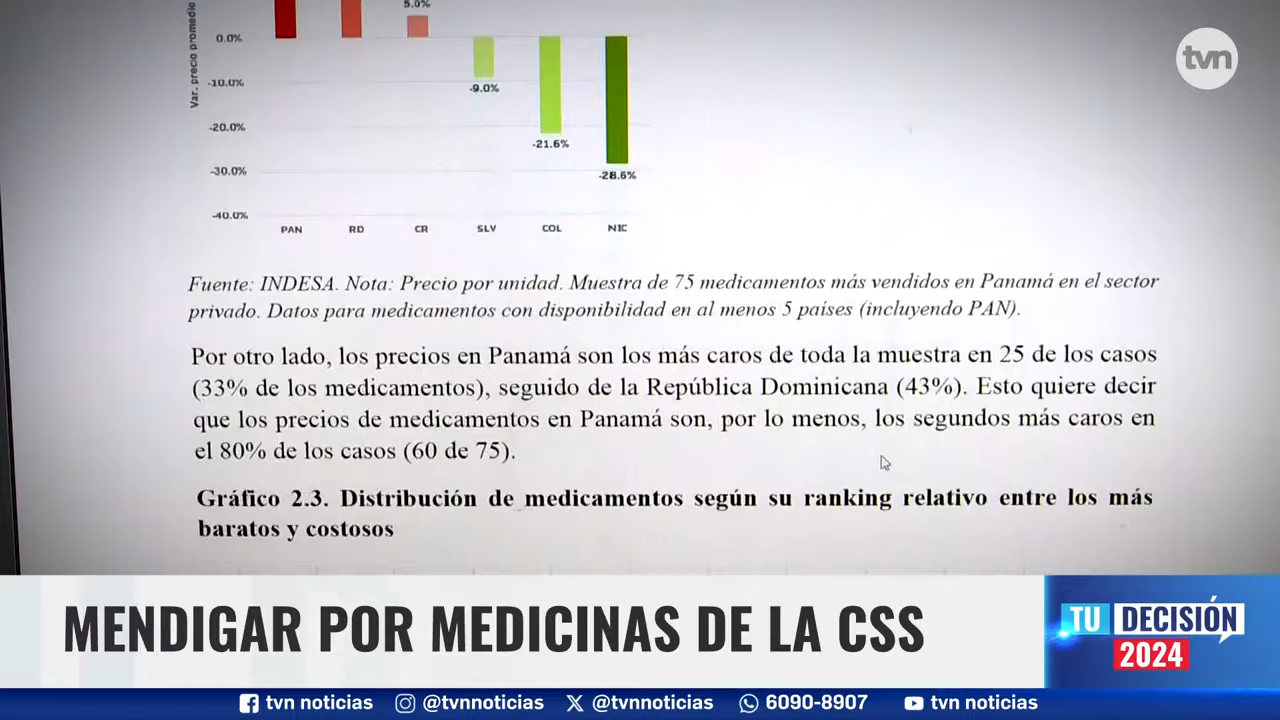 5.0%
tvn
Var. precio promedio
0.0%
-10.0%
-9.0%
-20.0%
-21.6%
-30.0%
-28.6%
-40.0%
PAN RD CR SLV COL NIC
Fuente: INDESA. Nota: Precio por unidad. Muestra de 75 medicamentos más vendidos en Panamá en el sector
privado. Datos para medicamentos con disponibilidad en al menos 5 países (incluyendo PAN).
Por otro lado, los precios en Panamá son los más caros de toda la muestra en 25 de los casos
(33% de los medicamentos), seguido de la República Dominicana (43%). Esto quiere decir
que los precios de medicamentos en Panamá son, por lo menos, los segundos más caros en
el 80% de los casos (60 de 75).
Gráfico 2.3. Distribución de medicamentos según su ranking relativo entre los más
baratos y costosos
MENDIGAR POR MEDICINAS DE LA CSS
TU DECISIÓN
2024
tvn noticias @tvnnoticias @tvnnoticias 6090-8907 tvn noticias